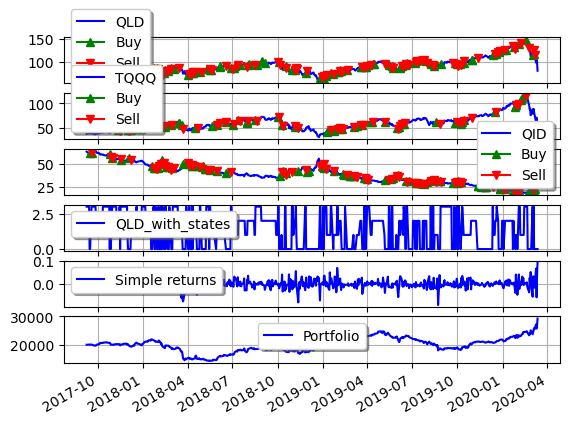 QLD
Buy
Sell
150
100
TQQQ
Buy
Sell
100
50
QID
Buy
Sell
50
25
QLD_with_states
2.5
0.0
Simple returns
0.1
0.0
Portfolio
30000
20000
2017-10
2018-01
2018-04
2018-07
2018-10
2019-01
2019-04
2019-07
2019-10
2020-01
2020-04